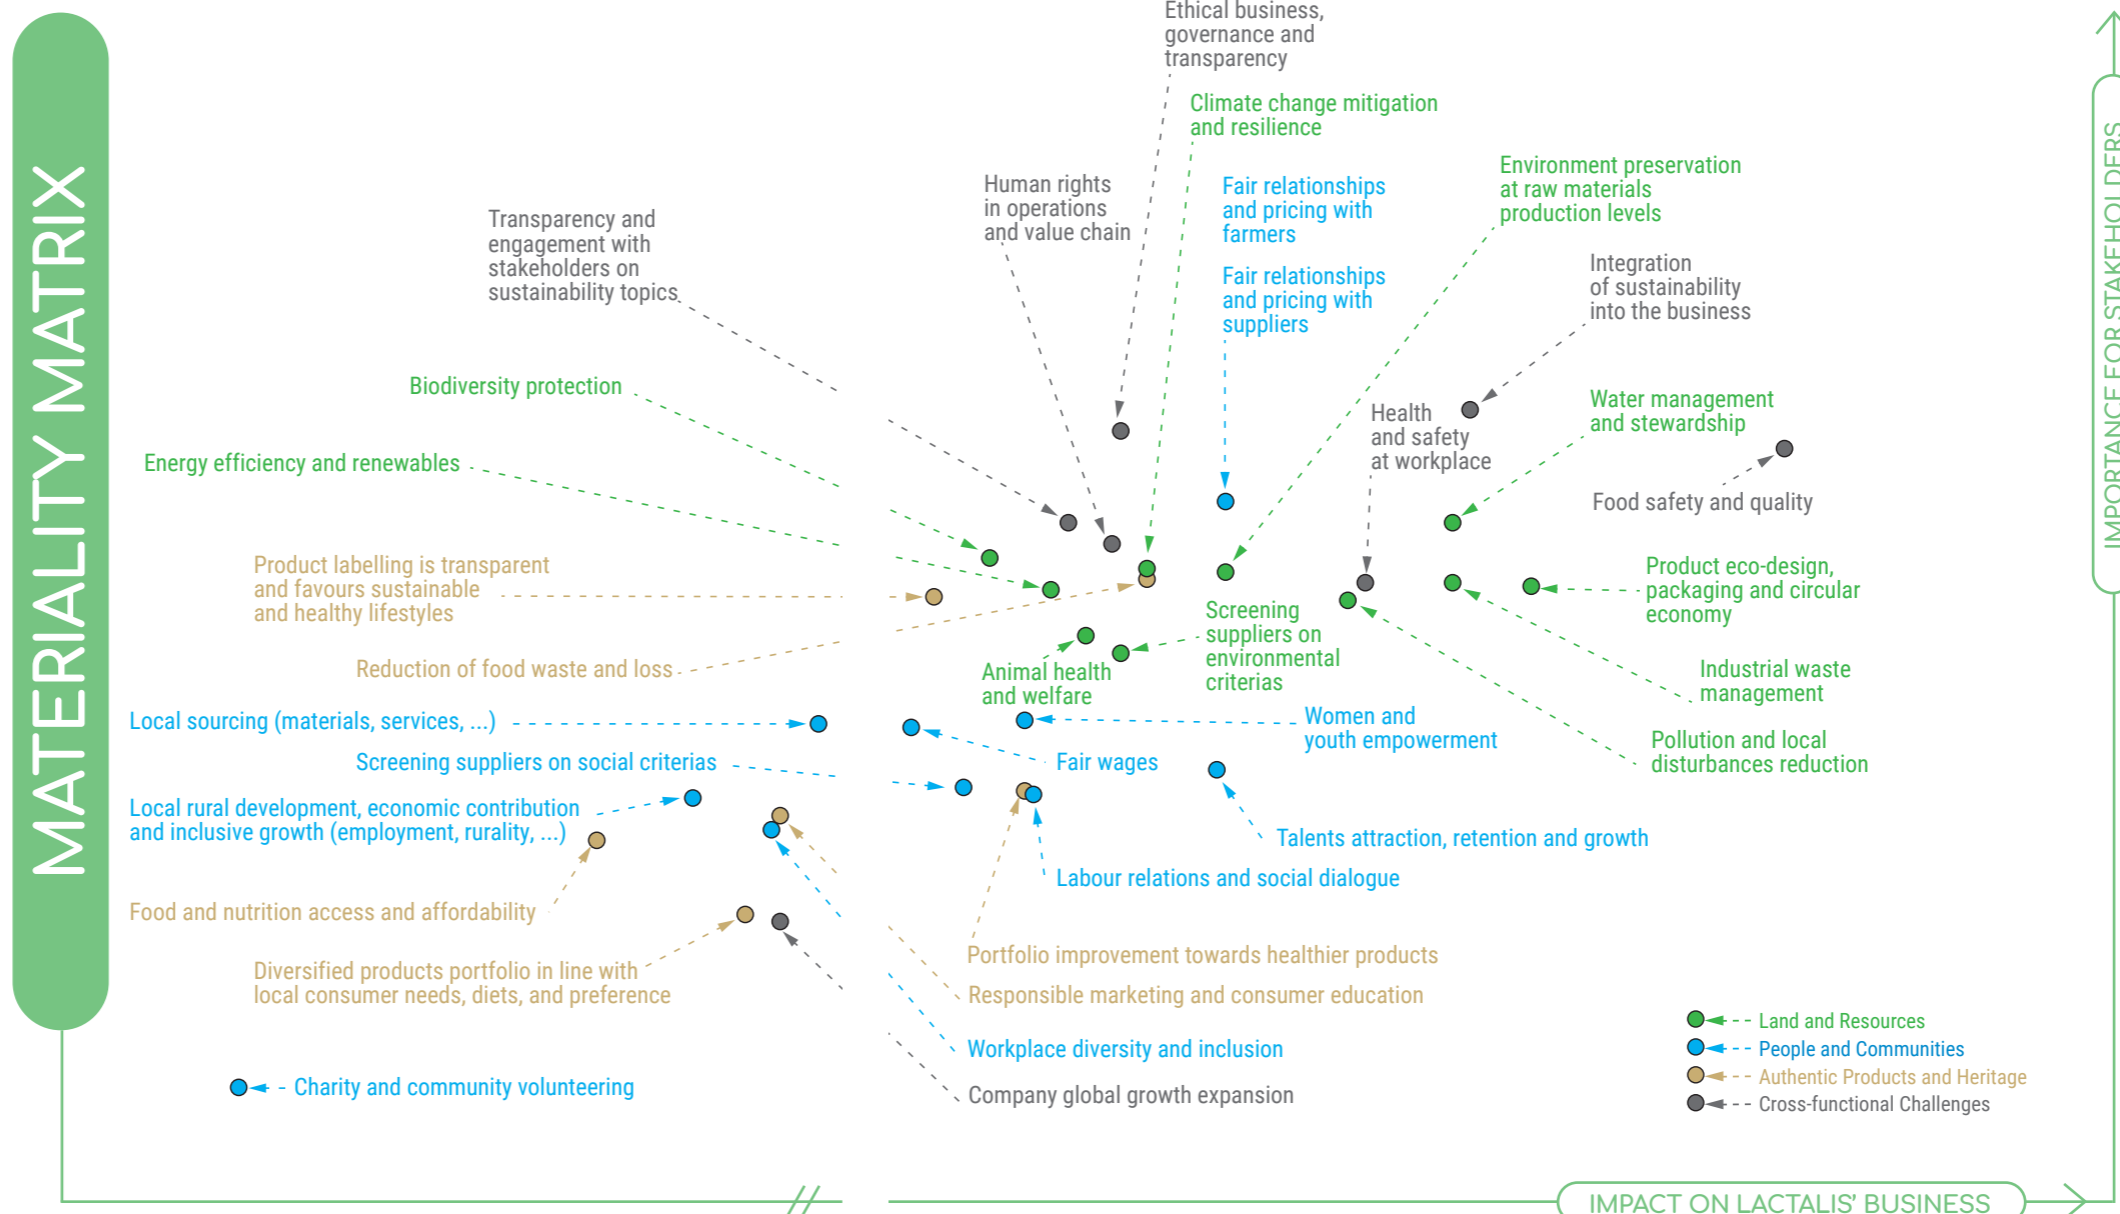 MATERIALITY MATRIX
Ethical business,
governance and
transparency
Climate change mitigation
and resilience
Human rights
in operations
and value chain
Fair relationships
and pricing with
farmers
Environment preservation
at raw materials
production levels
Transparency and
engagement with
stakeholders on
sustainability topics
Fair relationships
and pricing with
suppliers
Integration
of sustainability
into the business
Biodiversity protection
Health
and safety
at workplace
Water management
and stewardship
Energy efficiency and renewables
Food safety and quality
Product labelling is transparent
and favours sustainable
and healthy lifestyles
Product eco-design,
packaging and circular
economy
Screening
suppliers on
environmental
criterias
Reduction of food waste and loss
Animal health
and welfare
Industrial waste
management
Local sourcing (materials, services, ...)
Women and
youth empowerment
Pollution and local
disturbances reduction
Screening suppliers on social criterias
Fair wages
Local rural development, economic contribution
and inclusive growth (employment, rurality, ...)
Talents attraction, retention and growth
Labour relations and social dialogue
Food and nutrition access and affordability
Portfolio improvement towards healthier products
Diversified products portfolio in line with
local consumer needs, diets, and preference
Responsible marketing and consumer education
Workplace diversity and inclusion
Charity and community volunteering
Company global growth expansion
Land and Resources
People and Communities
Authentic Products and Heritage
Cross-functional Challenges
IMPORTANCE FOR STAKEHOLDERS
IMPACT ON LACTALIS' BUSINESS